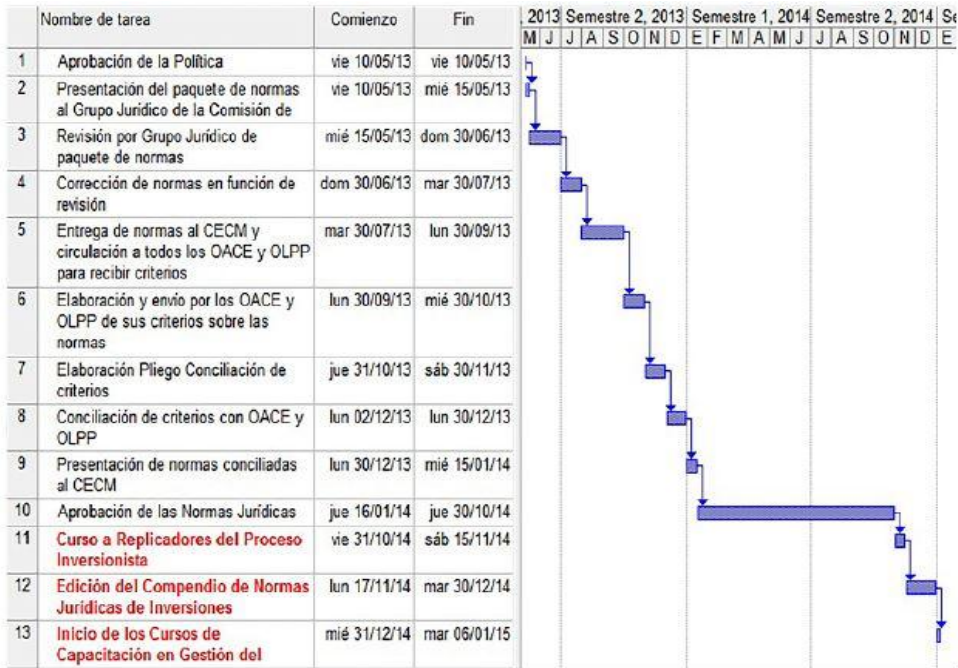 Nombre de tarea Comienzo Fin , 2013 Semestre 2, 2013 Semestre 1, 2014 Semestre 2, 2014 Se
M J J A S O N D E F M A M J J A S O N D E
1 Aprobación de la Política vie 10/05/13 vie 10/05/13
2 Presentación del paquete de normas vie 10/05/13 mié 15/05/13
al Grupo Jurídico de la Comisión de
3 Revisión por Grupo Jurídico de mié 15/05/13 dom 30/06/13
paquete de normas
4 Corrección de normas en función de dom 30/06/13 mar 30/07/13
revisión
5 Entrega de normas al CECM y mar 30/07/13 lun 30/09/13
circulación a todos los OACE y OLPP
para recibir criterios
6 Elaboración y envio por los OACE y lun 30/09/13 mié 30/10/13
OLPP de sus criterios sobre las
normas
7 Elaboración Pliego Conciliación de jue 31/10/13 sáb 30/11/13
criterios
8 Conciliación de criterios con OACE y lun 02/12/13 lun 30/12/13
OLPP
9 Presentación de normas conciliadas lun 30/12/13 mié 15/01/14
al CECM
10 Aprobación de las Normas Jurídicas jue 16/01/14 jue 30/10/14
11 Curso a Replicadores del Proceso vie 31/10/14 sáb 15/11/14
Inversionista
12 Edición del Compendio de Normas lun 17/11/14 mar 30/12/14
Jurídicas de Inversiones
13 Inicio de los Cursos de mié 31/12/14 mar 06/01/15
Capacitación en Gestión del